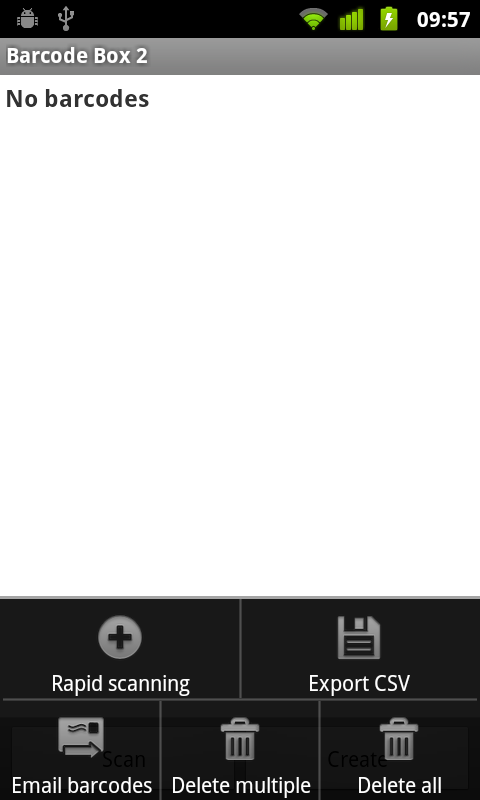 09:57
Barcode Box 2
No barcodes
Rapid scanning
Export CSV
Scan
Create
Email barcodes
Delete multiple
Delete all